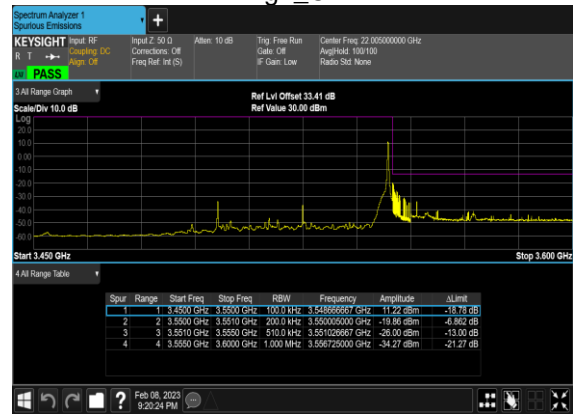 Spectrum Analyzer 1
Spurious Emissions
KEYSIGHT Input: RF Input Z: 50 Ω Atten: 10 dB Trig: Free Run Center Freq: 22.005000000 GHz
R T Coupling: DC Corrections: Off Gate: Off Avg|Hold: 100/100
Align: Off Freq Ref: Int (S) IF Gain: Low Radio Std: None
PASS
3 All Range Graph
Ref Lvl Offset 33.41 dB
Scale/Div 10.0 dB Ref Value 30.00 dBm
Log
20.0
10.00
0.00
-10.0
-20.0
-30.0
-40.0
-50.0
-60.0
Start 3.450 GHz Stop 3.600 GHz
4 All Range Table
Spur Range Start Freq Stop Freq RBW Frequency Amplitude ΔLimit
1 1 3.4500 GHz 3.5500 GHz 100.0 kHz 3.548666667 GHz 11.22 dBm -18.78 dB
2 2 3.5500 GHz 3.5510 GHz 200.0 kHz 3.550005000 GHz -19.86 dBm -6.862 dB
3 3 3.5510 GHz 3.5550 GHz 510.0 kHz 3.551026667 GHz -26.00 dBm -13.00 dB
4 4 3.5550 GHz 3.6000 GHz 1.000 MHz 3.556725000 GHz -34.27 dBm -21.27 dB
? Feb 08, 2023
9:20:24 PM